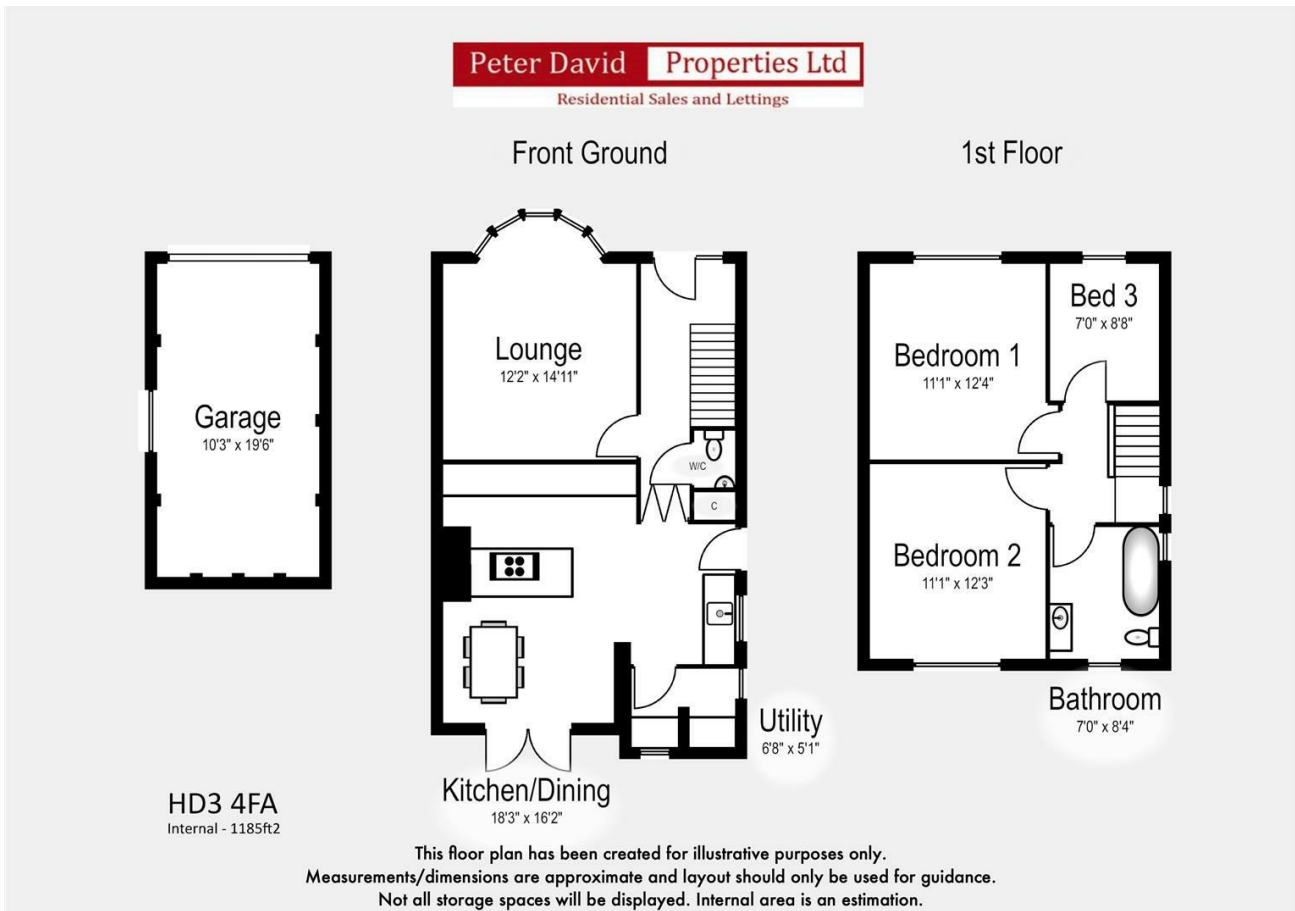 Peter David Properties Ltd
Residential Sales and Lettings
Front Ground
1st Floor
Garage
10'3" x 19'6"
Lounge
12'2" x 14'11"
W/C
C
Kitchen/Dining
18'3" x 16'2"
Utility
6'8" x 5'1"
Bed 3
7'0" x 8'8"
Bedroom 1
11'1" x 12'4"
Bedroom 2
11'1" x 12'3"
Bathroom
7'0" x 8'4"
HD3 4FA
Internal - 1185ft2
This floor plan has been created for illustrative purposes only.
Measurements/dimensions are approximate and layout should only be used for guidance.
Not all storage spaces will be displayed. Internal area is an estimation.